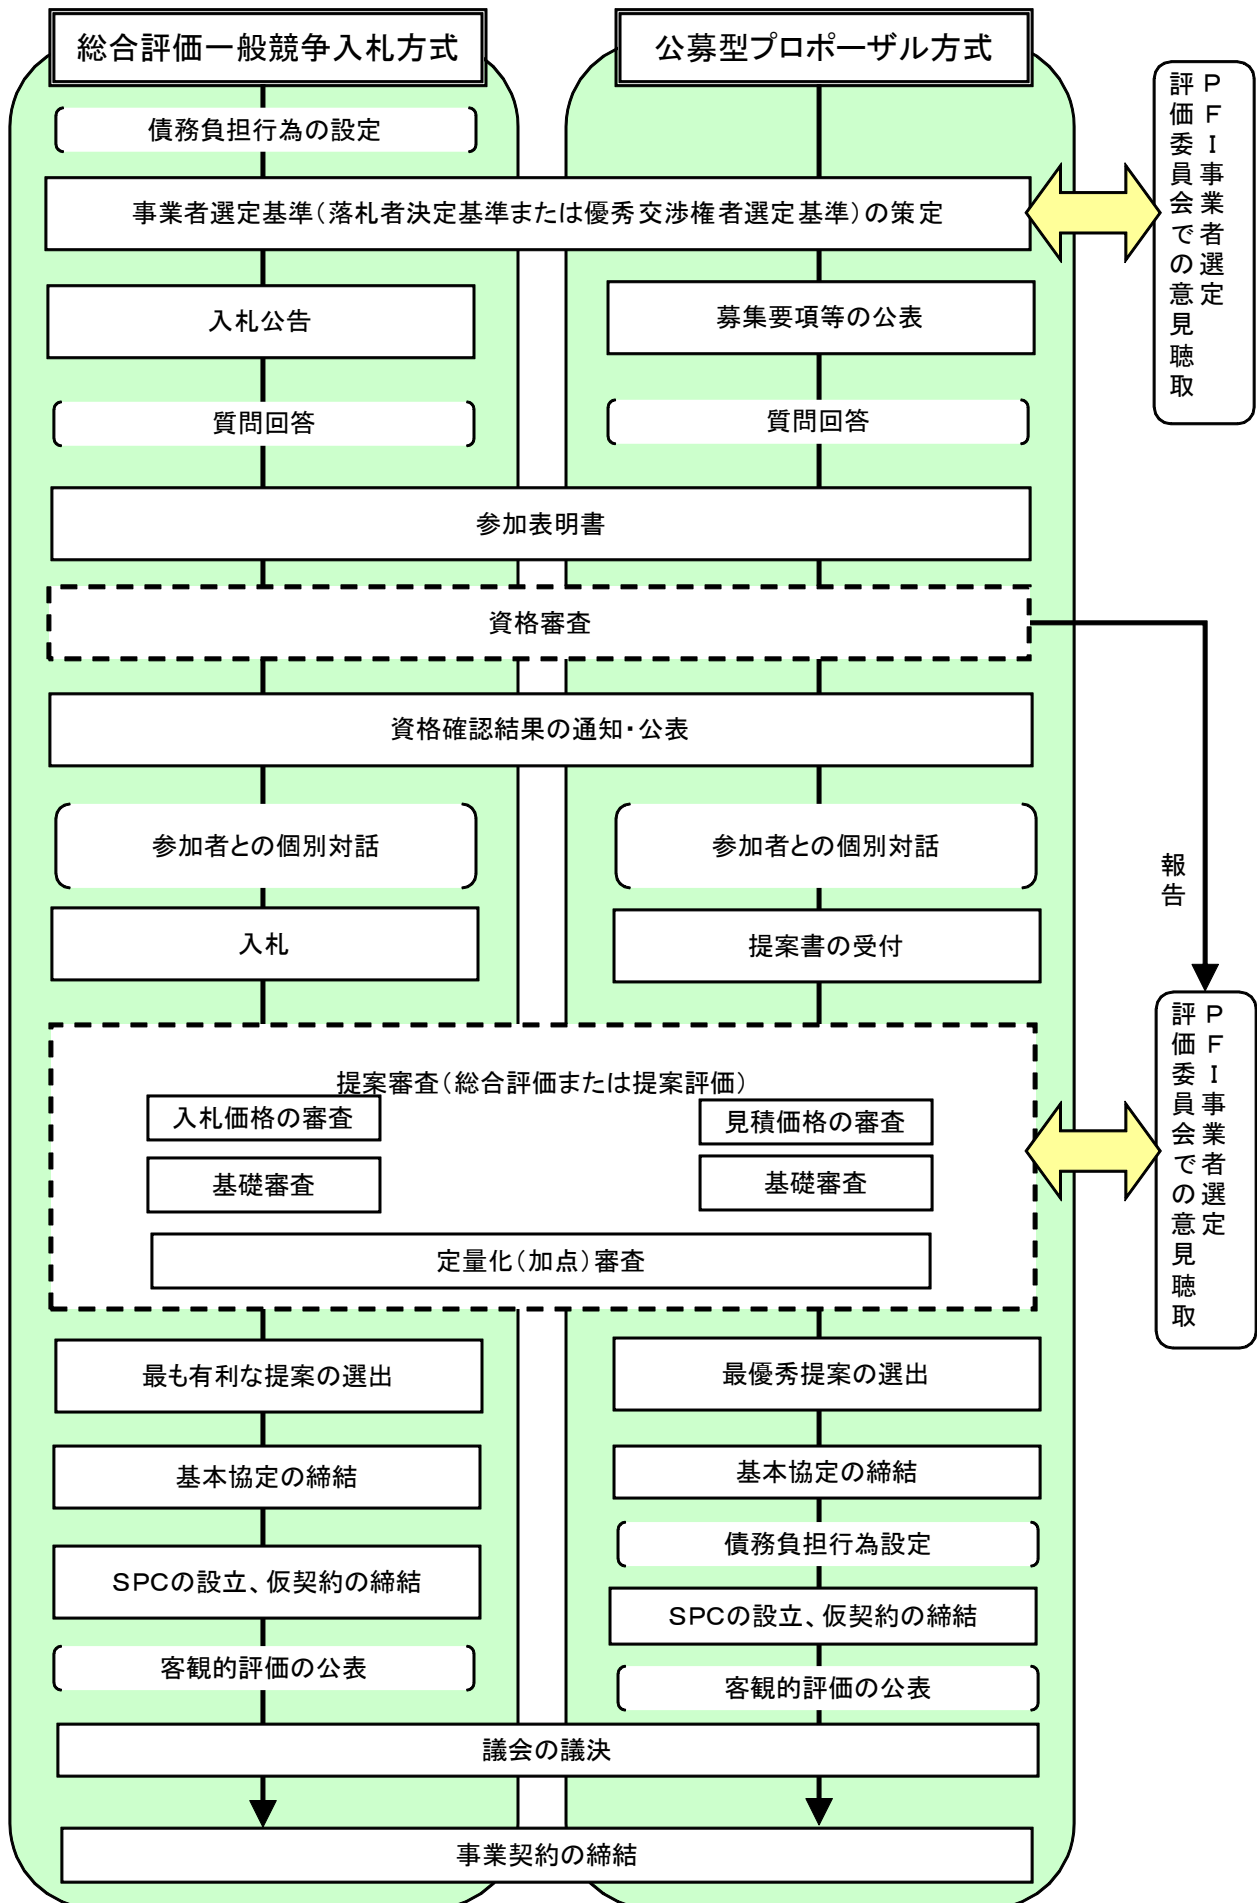 総合評価一般競争入札方式
公募型プロポーザル方式
債務負担行為の設定
事業者選定基準（落札者決定基準または優秀交渉権者選定基準）の策定
ＰＦＩ事業者選定
評価委員会での意見聴取
入札公告
募集要項等の公表
質問回答
質問回答
参加表明書
資格審査
資格確認結果の通知・公表
参加者との個別対話
参加者との個別対話
報告
入札
提案書の受付
ＰＦＩ事業者選定
評価委員会での意見聴取
提案審査（総合評価または提案評価）
入札価格の審査
見積価格の審査
基礎審査
基礎審査
定量化（加点）審査
最も有利な提案の選出
最優秀提案の選出
基本協定の締結
基本協定の締結
債務負担行為設定
SPCの設立、仮契約の締結
SPCの設立、仮契約の締結
客観的評価の公表
客観的評価の公表
議会の議決
事業契約の締結